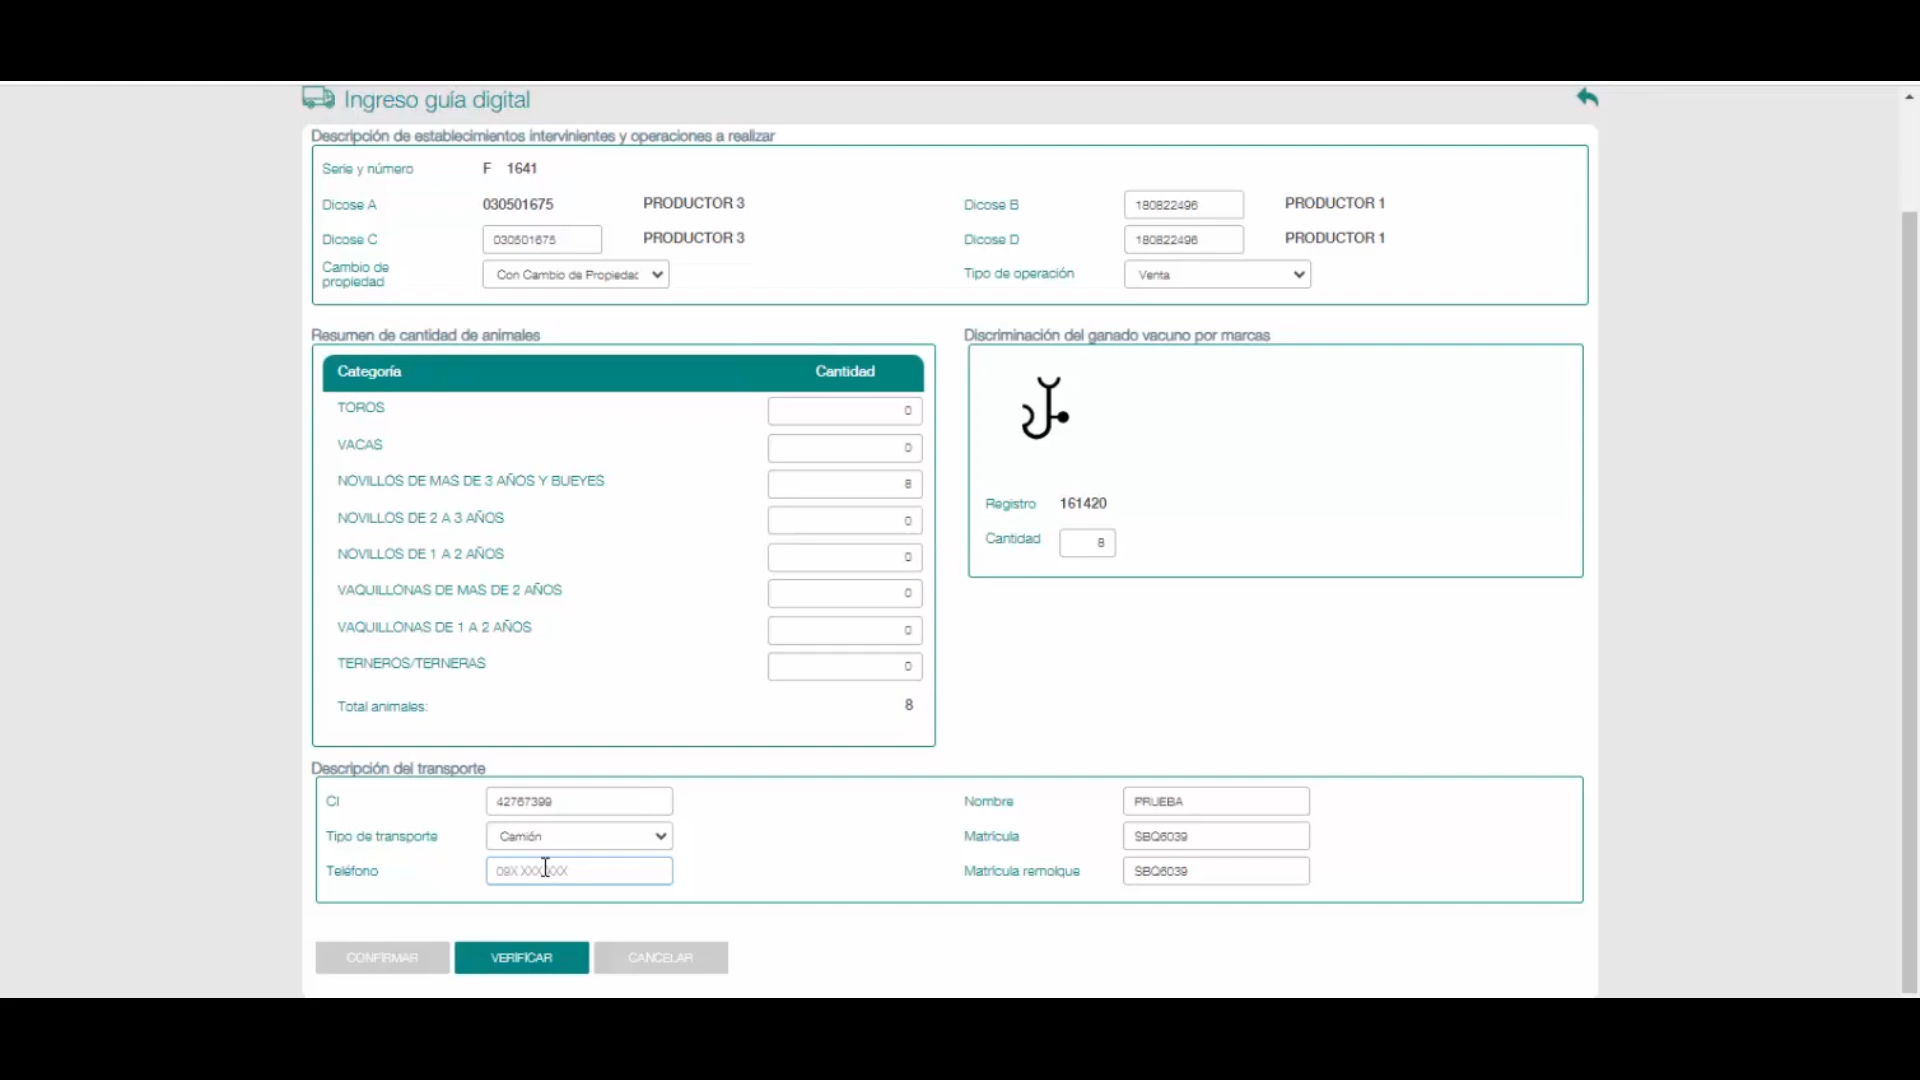 Ingreso guía digital
Descripción de establecimientos intervinientes y operaciones a realizar
Serie y número F 1641
Dicose A 030501675 PRODUCTOR 3 Dicose B 180822496 PRODUCTOR 1
Dicose C 030501675 PRODUCTOR 3 Dicose D 180822496 PRODUCTOR 1
Cambio de propiedad Con Cambio de Propiedac Tipo de operación Venta
Resumen de cantidad de animales
Categoría Cantidad
TOROS 0
VACAS 0
NOVILLOS DE MAS DE 3 AÑOS Y BUEYES 8
NOVILLOS DE 2 A 3 AÑOS 0
NOVILLOS DE 1 A 2 AÑOS 0
VAQUILLONAS DE MAS DE 2 AÑOS 0
VAQUILLONAS DE 1 A 2 AÑOS 0
TERNEROS/TERNERAS 0
Total animales: 8
Discriminación del ganado vacuno por marcas
Registro 161420
Cantidad 8
Descripción del transporte
CI 42767399 Nombre PRUEBA
Tipo de transporte Camión Matrícula SBQ6039
Teléfono 09X XXXXXX Matrícula remolque SBQ6039
CONFIRMAR VERIFICAR CANCELAR